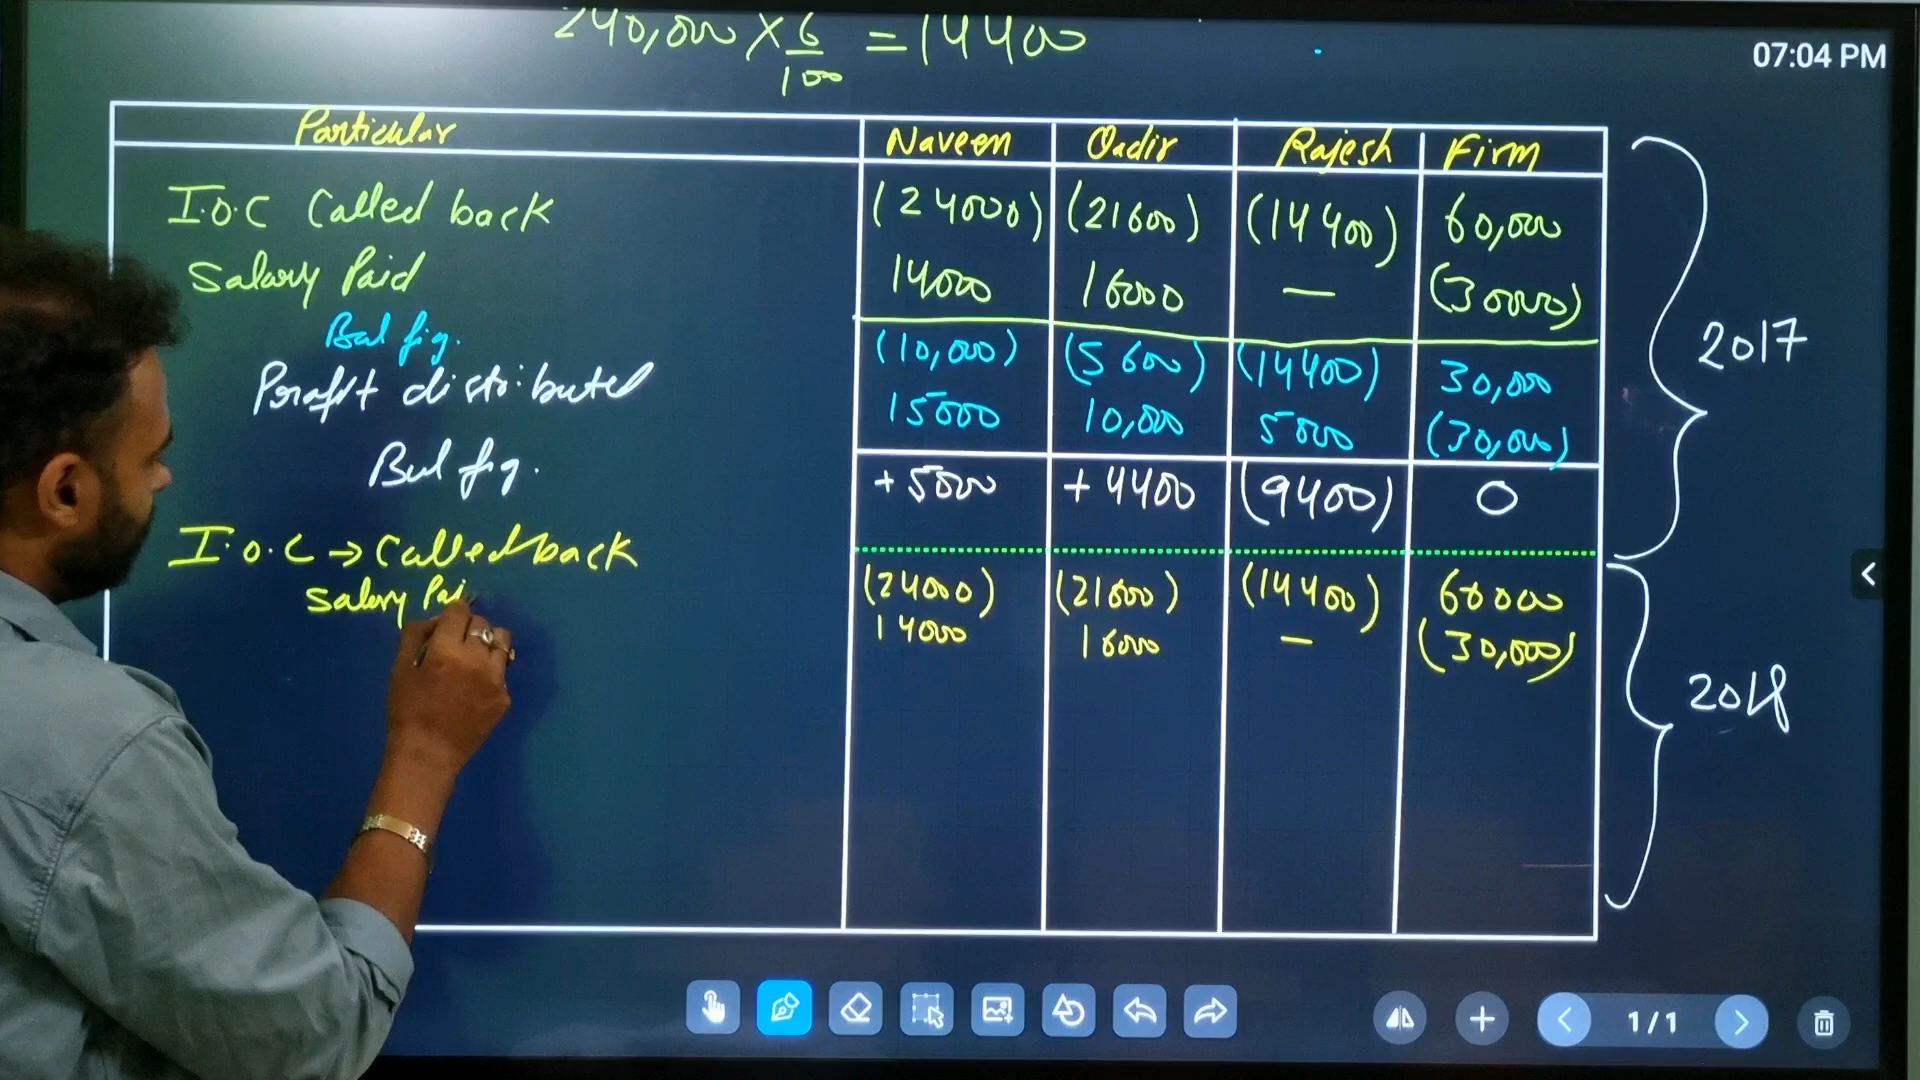 240,000 × 6/100 = 14400
07:04 PM
Particular Naveen Qadir Rajesh Firm
I.O.C Called back (24000) (21600) (14400) 60,000
Salary Paid 14000 16000 — (30000)
Bal fig. (10,000) (5600) (14400) 30,000
Profit distributed 15000 10,000 5000 (30,000)
Bal fig. +5000 +4400 (9400) 0
2017
I.O.C → Called back (24000) (21600) (14400) 60000
Salary Pai 14000 16000 — (30,000)
2018
1/1